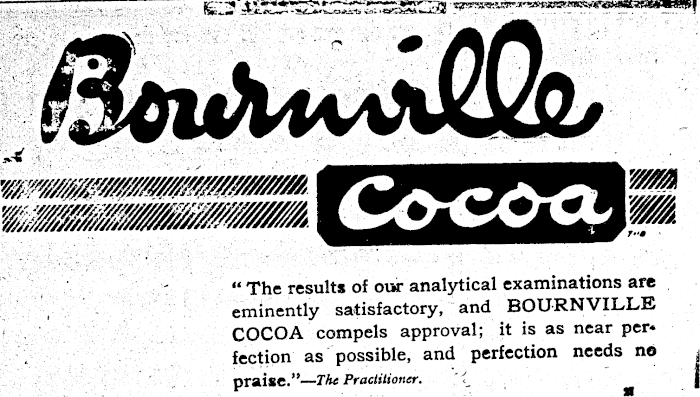 Bournville
Cocoa
"The results of our analytical examinations are
eminently satisfactory, and BOURNVILLE
COCOA compels approval; it is as near per-
fection as possible, and perfection needs no
praise."—The Practitioner.